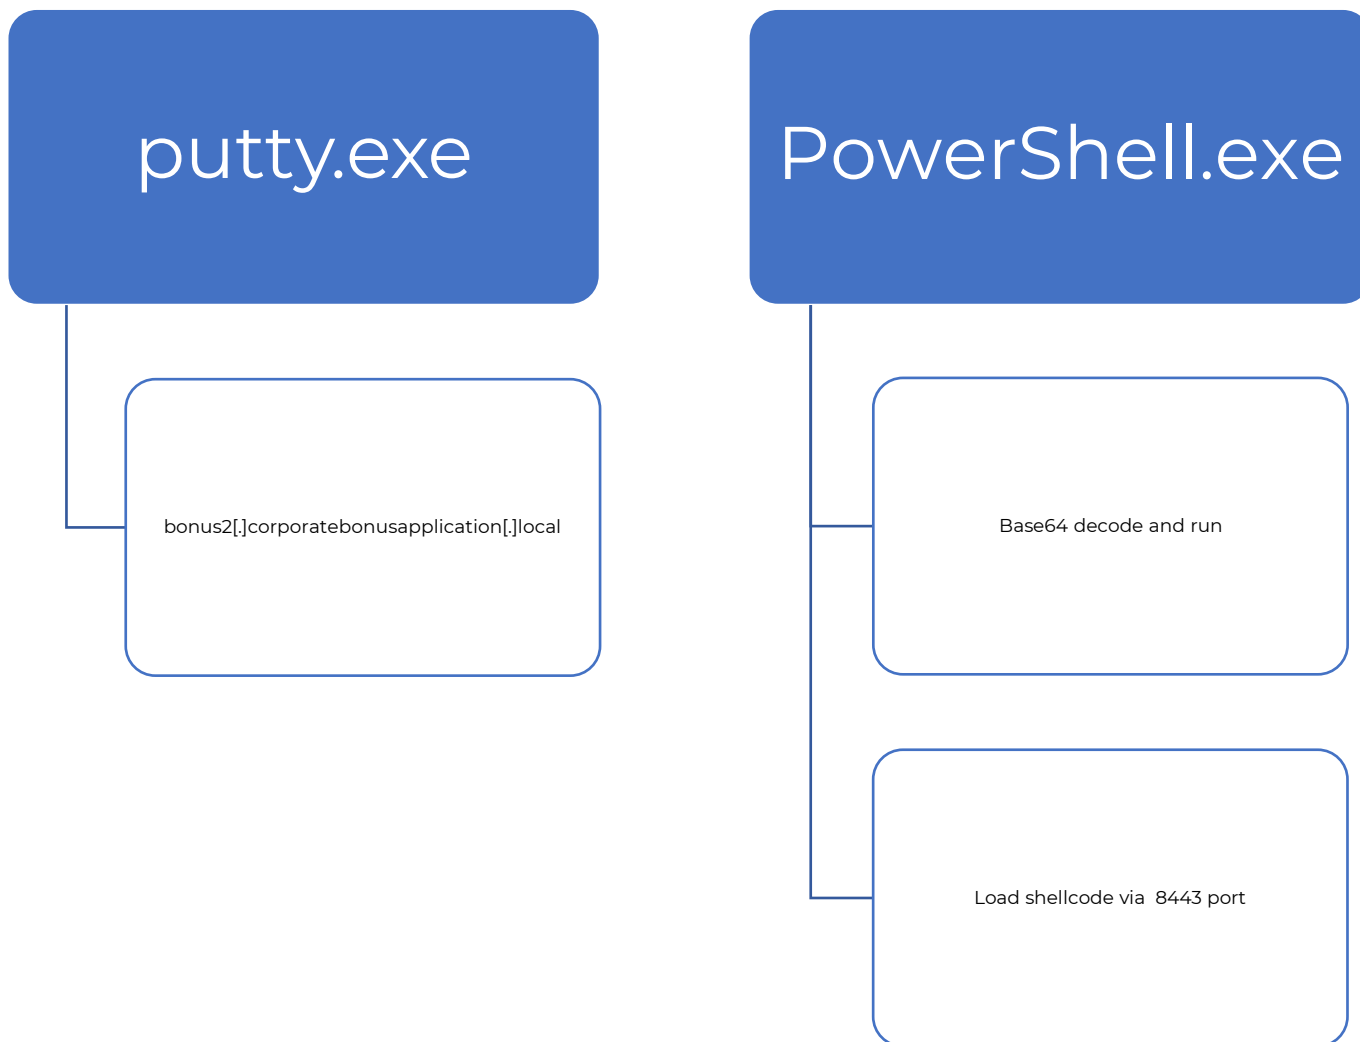 putty.exe
bonus2[.]corporatebonusapplication[.]local
PowerShell.exe
Base64 decode and run
Load shellcode via  8443 port